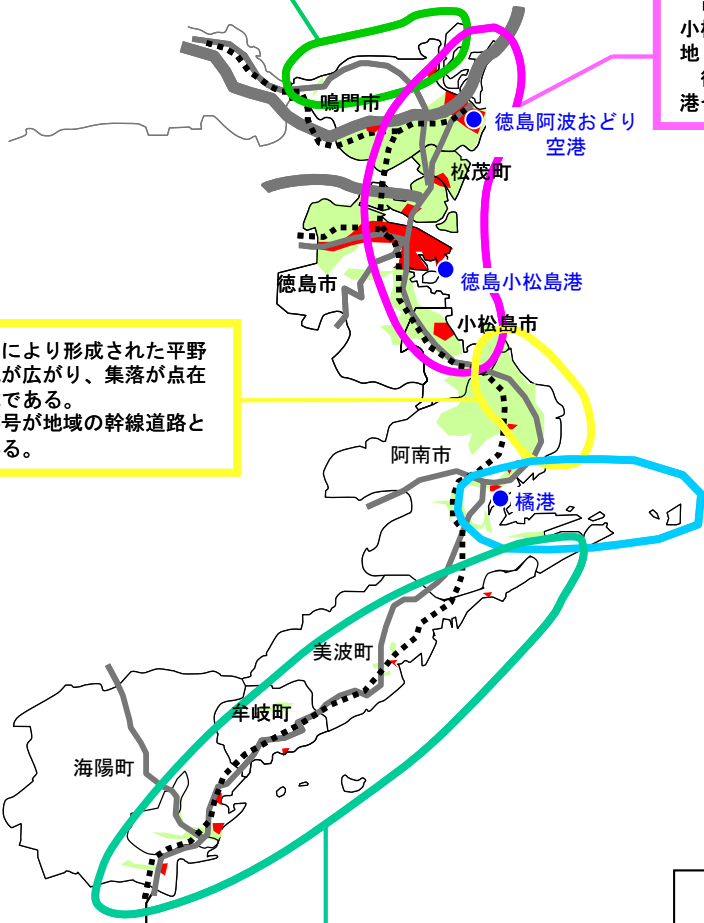 小松
地
港
鳴門市
徳島阿波おどり
空港
松茂町
徳島市
徳島小松島港
小松島市
により形成された平野
が広がり、集落が点在
である。
号が地域の幹線道路と
る。
阿南市
橘港
美波町
牟岐町
海陽町